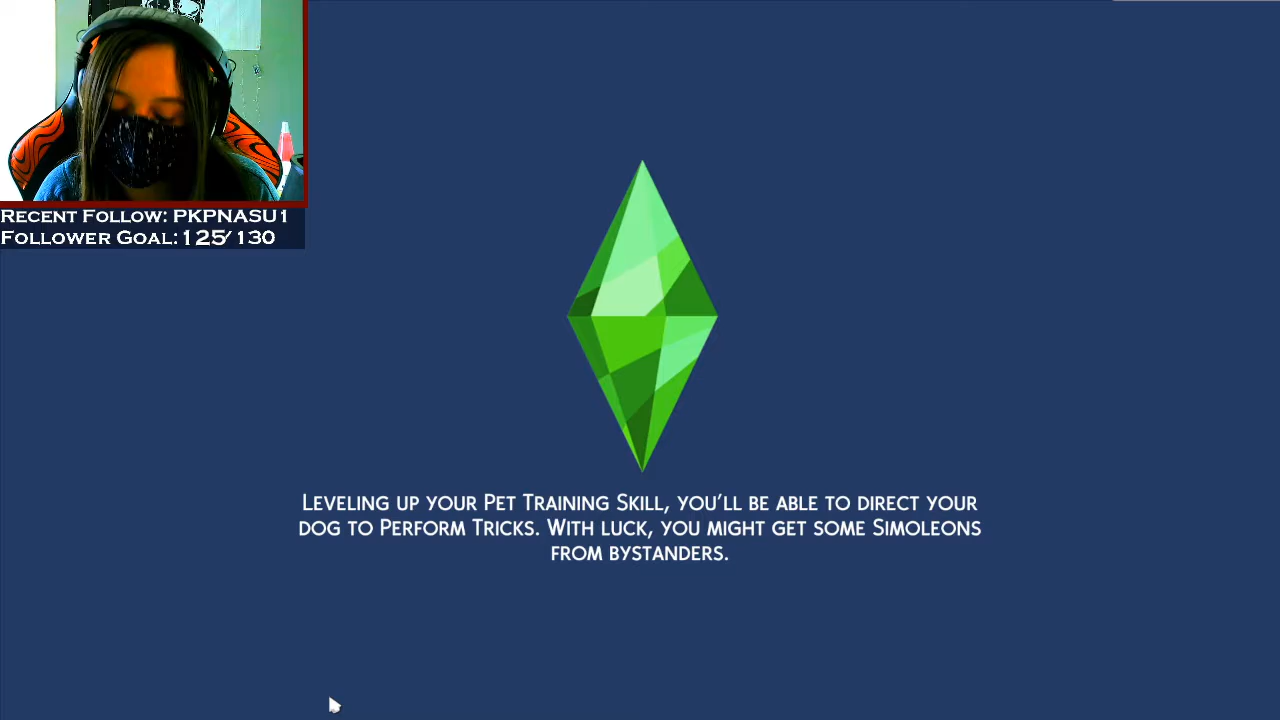 RECENT FOLLOW: PKPNASU1
FOLLOWER GOAL: 125/130
LEVELING UP YOUR PET TRAINING SKILL, YOU'LL BE ABLE TO DIRECT YOUR
DOG TO PERFORM TRICKS. WITH LUCK, YOU MIGHT GET SOME SIMOLEONS
FROM BYSTANDERS.